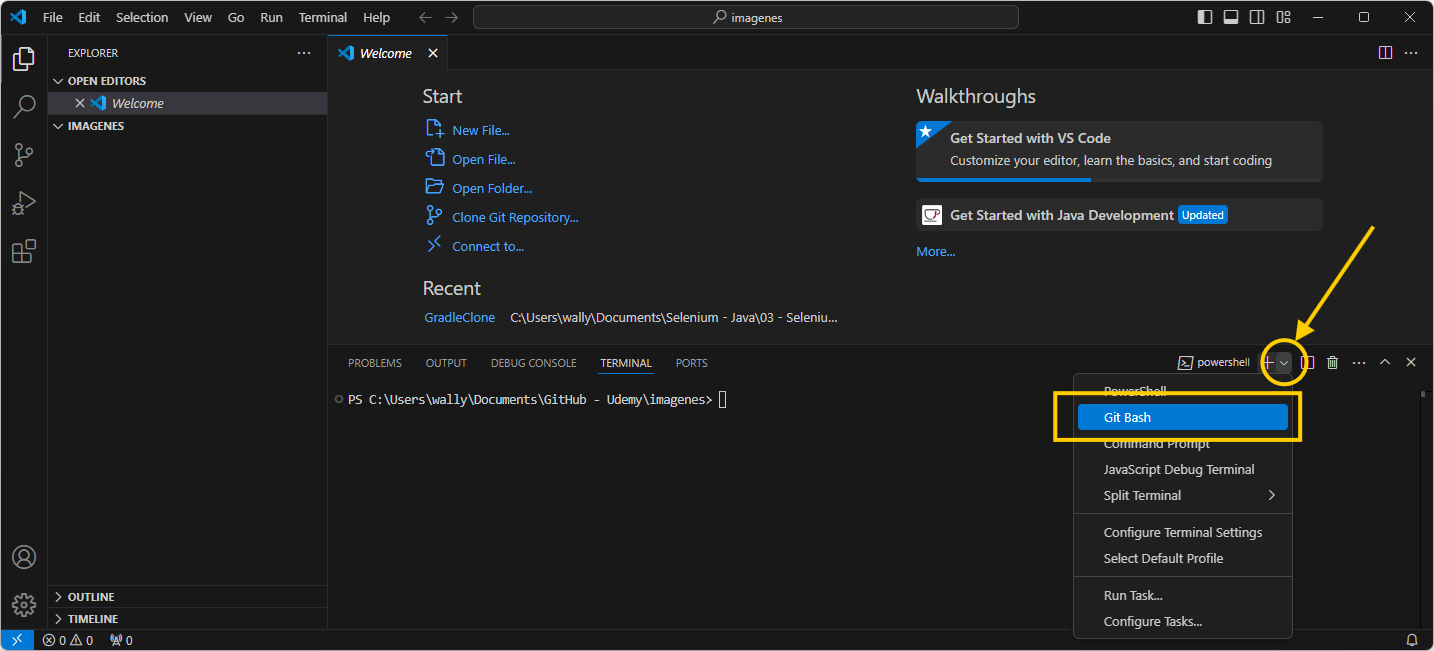 File Edit Selection View Go Run Terminal Help
imagenes
EXPLORER
OPEN EDITORS
Welcome
IMAGENES
OUTLINE
TIMELINE
Welcome
Start
New File...
Open File...
Open Folder...
Clone Git Repository...
Connect to...
Recent
GradleClone C:\Users\wally\Documents\Selenium - Java\03 - Seleniu...
Walkthroughs
Get Started with VS Code
Customize your editor, learn the basics, and start coding
Get Started with Java Development Updated
More...
PROBLEMS OUTPUT DEBUG CONSOLE TERMINAL PORTS
powershell
PS C:\Users\wally\Documents\GitHub - Udemy\imagenes>
PowerShell
Git Bash
Command Prompt
JavaScript Debug Terminal
Split Terminal
Configure Terminal Settings
Select Default Profile
Run Task...
Configure Tasks...
0 0 0